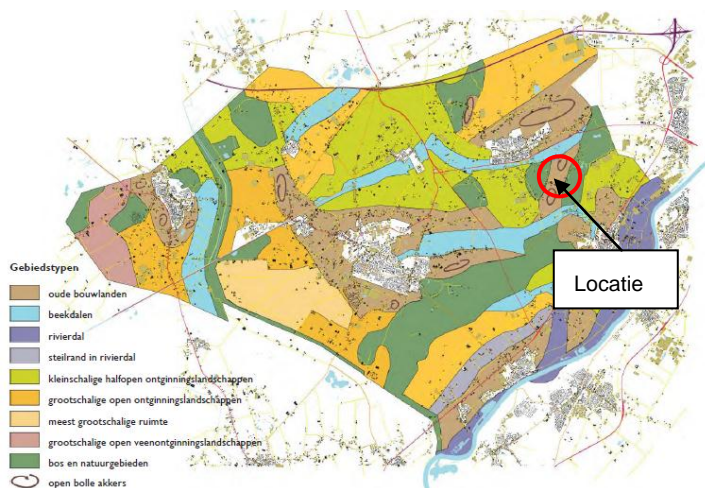 Locatie
Gebiedstypen
oude bouwlanden
beekdalen
rivierdal
steilrand in rivierdal
kleinschalige halfopen ontginningslandschappen
grootschalige open ontginningslandschappen
meest grootschalige ruimte
grootschalige open veenontginningslandschappen
bos en natuurgebieden
open bolle akkers